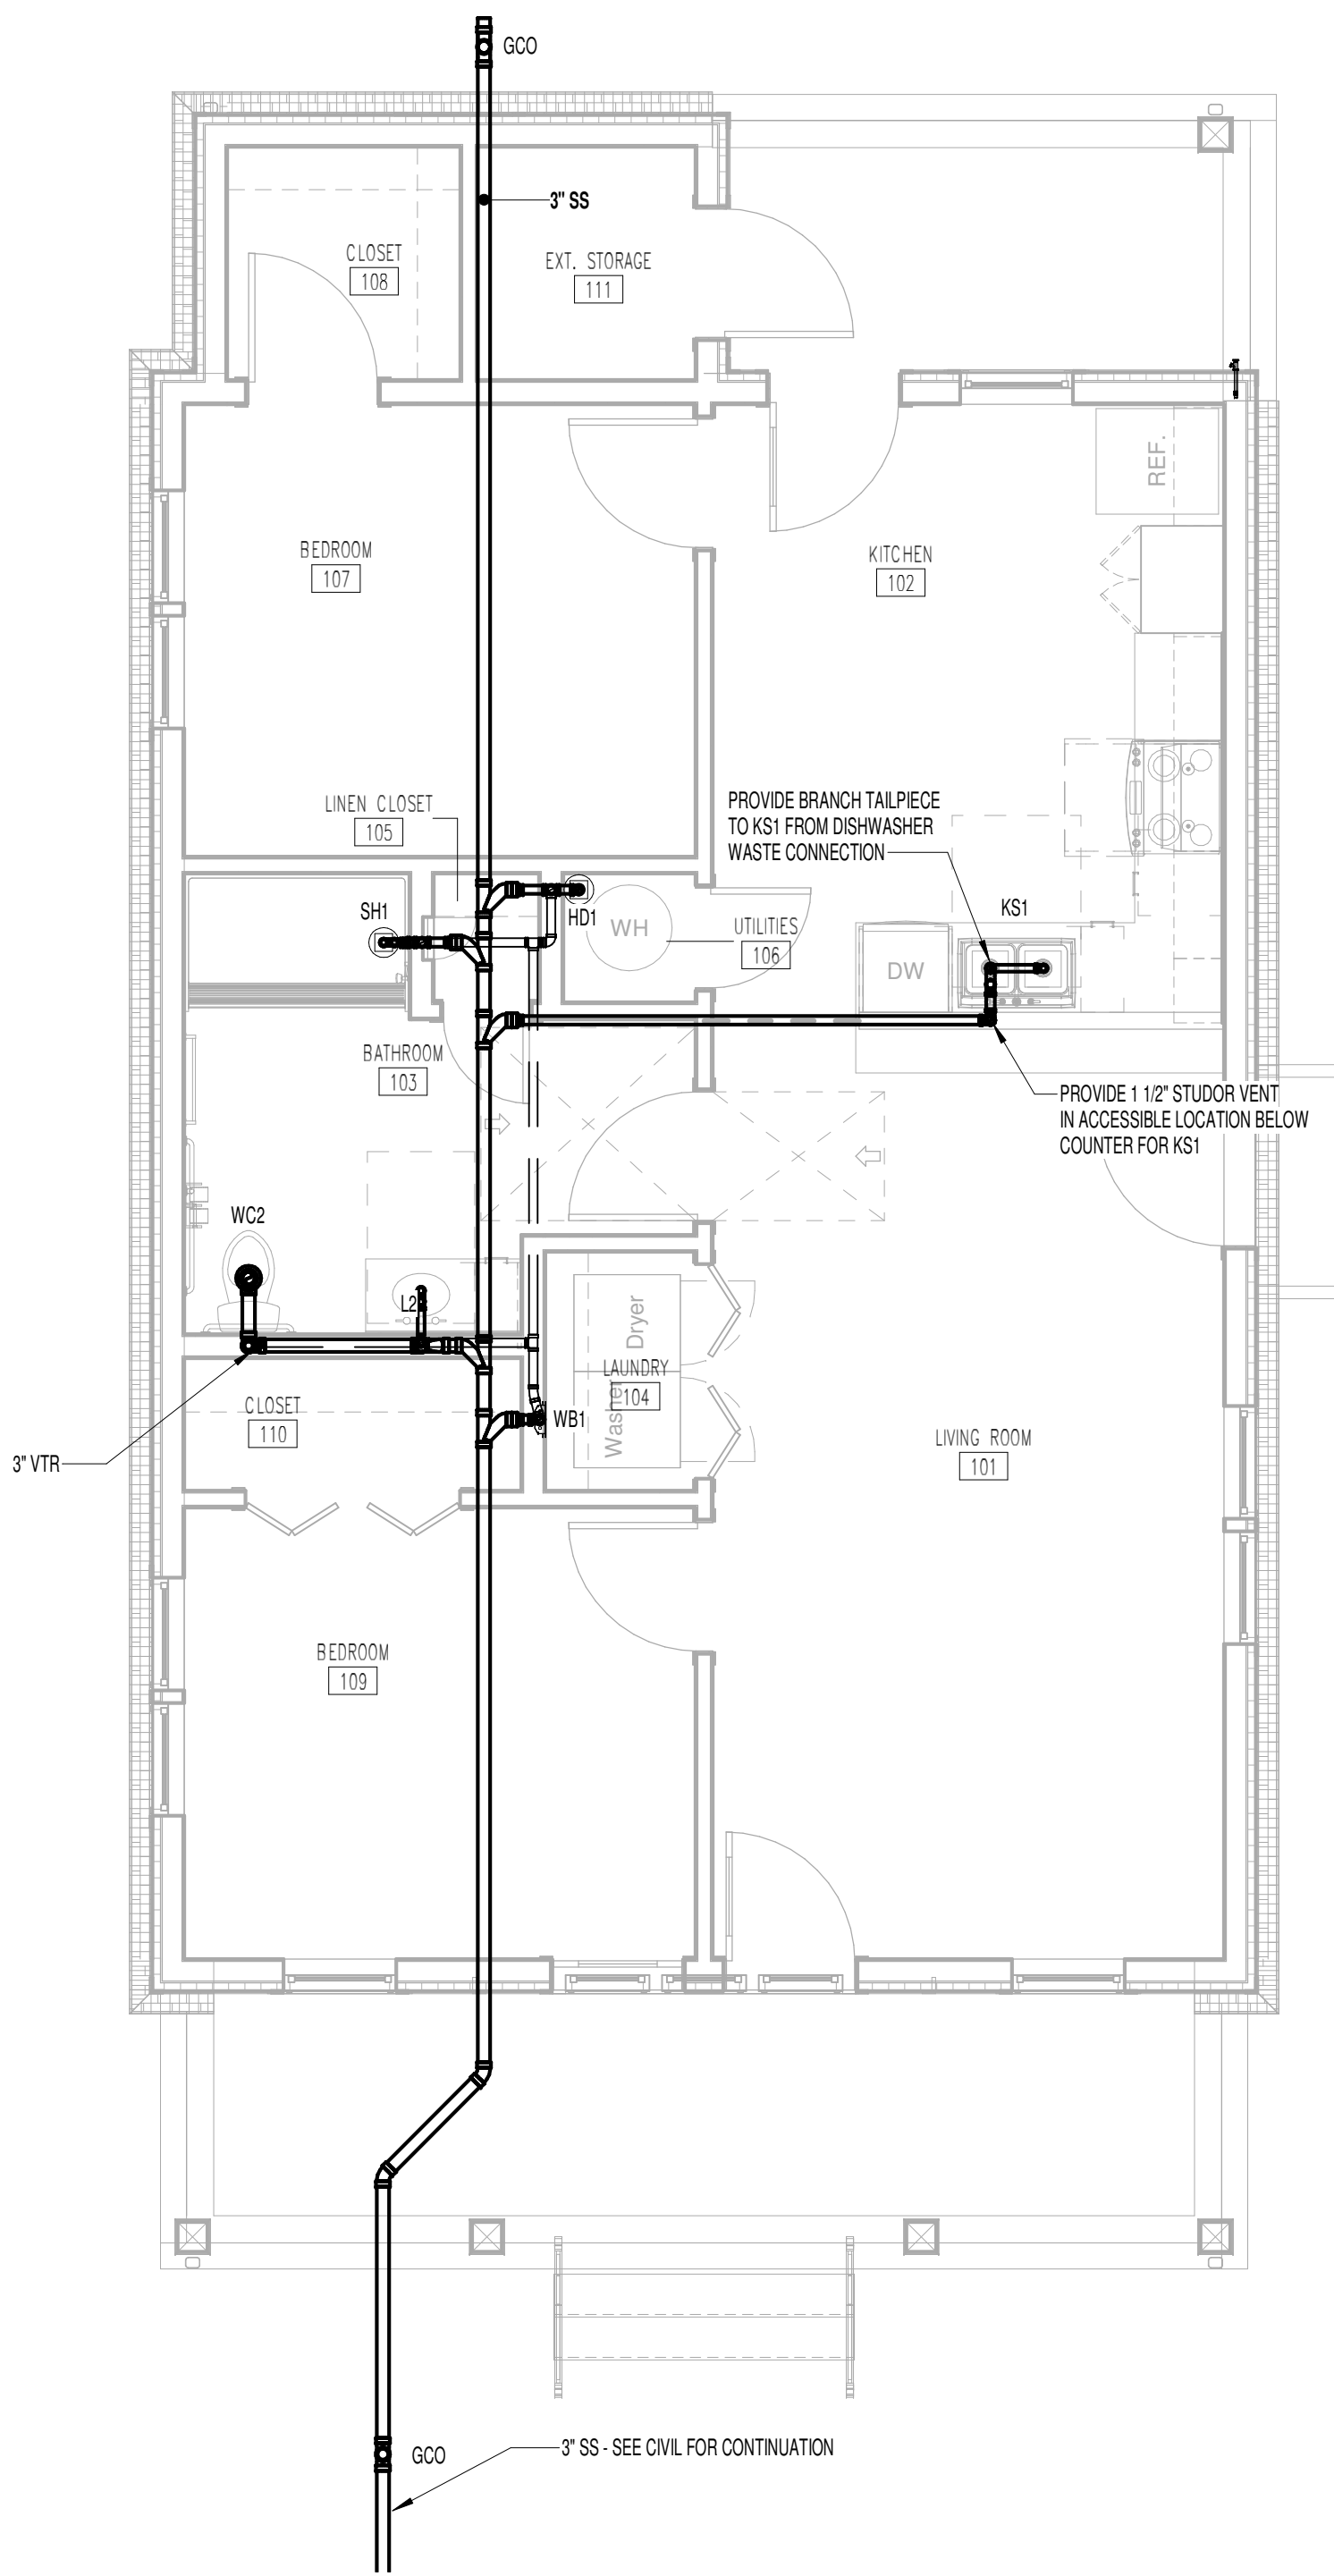 GCO
3" SS
CLOSET
108
EXT. STORAGE
111
REF.
BEDROOM
107
KITCHEN
102
LINEN CLOSET
105
PROVIDE BRANCH TAILPIECE
TO KS1 FROM DISHWASHER
WASTE CONNECTION
SH1
HD1
WH
UTILITIES
106
KS1
DW
BATHROOM
103
PROVIDE 1 1/2" STUDOR VENT
IN ACCESSIBLE LOCATION BELOW
COUNTER FOR KS1
WC2
L2
Dryer
LAUNDRY
104
Washer
CLOSET
110
WB1
3" VTR
LIVING ROOM
101
BEDROOM
109
GCO
3" SS - SEE CIVIL FOR CONTINUATION